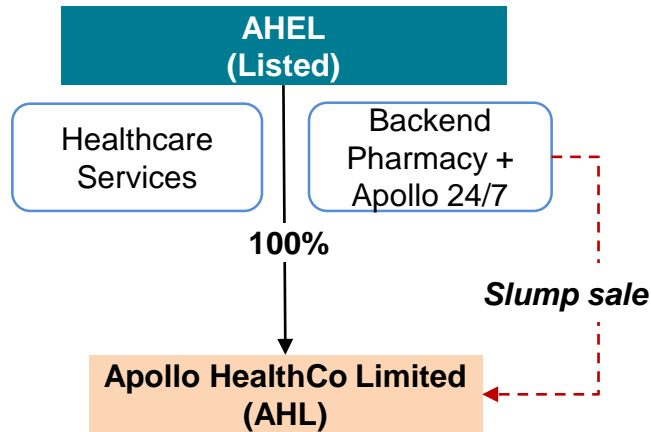 AHEL
(Listed)
Healthcare
Services
Backend
Pharmacy +
Apollo 24/7
100%
Slump sale
Apollo HealthCo Limited
(AHL)